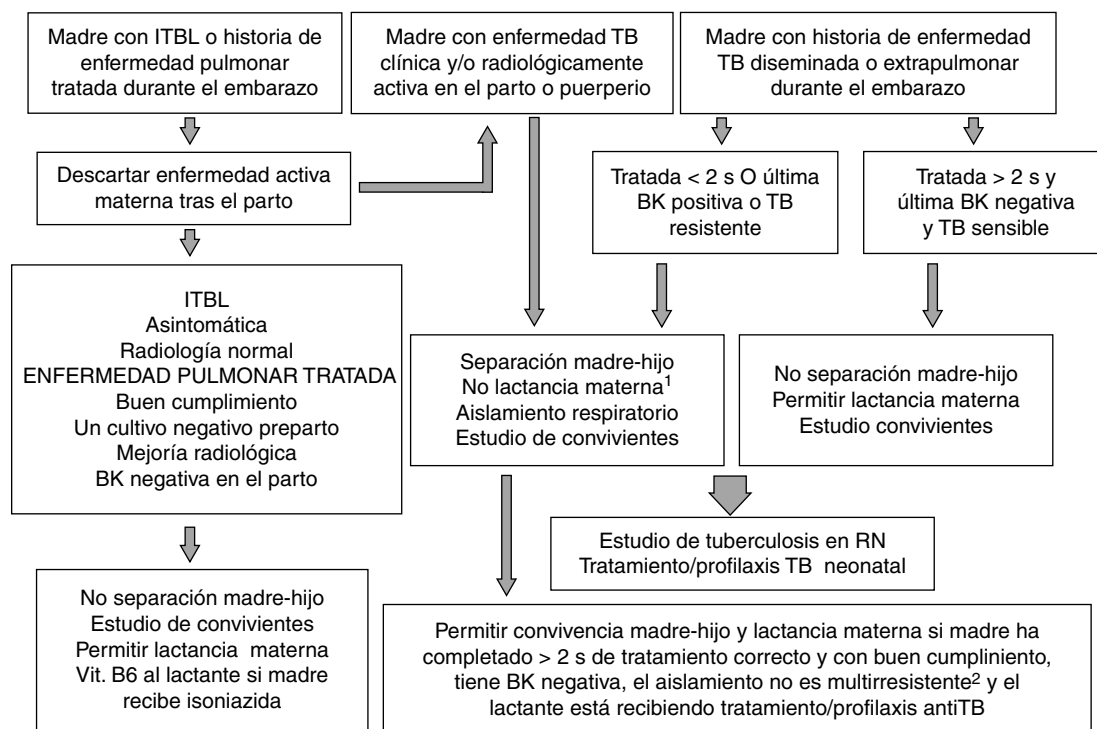 Madre con ITBL o historia de
enfermedad pulmonar
tratada durante el embarazo
Madre con enfermedad TB
clínica y/o radiológicamente
activa en el parto o puerperio
Madre con historia de enfermedad
TB diseminada o extrapulmonar
durante el embarazo
Descartar enfermedad activa
materna tras el parto
Tratada < 2 s O última
BK positiva o TB
resistente
Tratada > 2 s y
última BK negativa
y TB sensible
ITBL
Asintomática
Radiología normal
ENFERMEDAD PULMONAR TRATADA
Buen cumplimiento
Un cultivo negativo preparto
Mejoría radiológica
BK negativa en el parto
Separación madre-hijo
No lactancia materna¹
Aislamiento respiratorio
Estudio de convivientes
No separación madre-hijo
Permitir lactancia materna
Estudio convivientes
Estudio de tuberculosis en RN
Tratamiento/profilaxis TB neonatal
No separación madre-hijo
Estudio de convivientes
Permitir lactancia materna
Vit. B6 al lactante si madre
recibe isoniazida
Permitir convivencia madre-hijo y lactancia materna si madre ha
completado > 2 s de tratamiento correcto y con buen cumpliniento,
tiene BK negativa, el aislamiento no es multirresistente² y el
lactante está recibiendo tratamiento/profilaxis antiTB